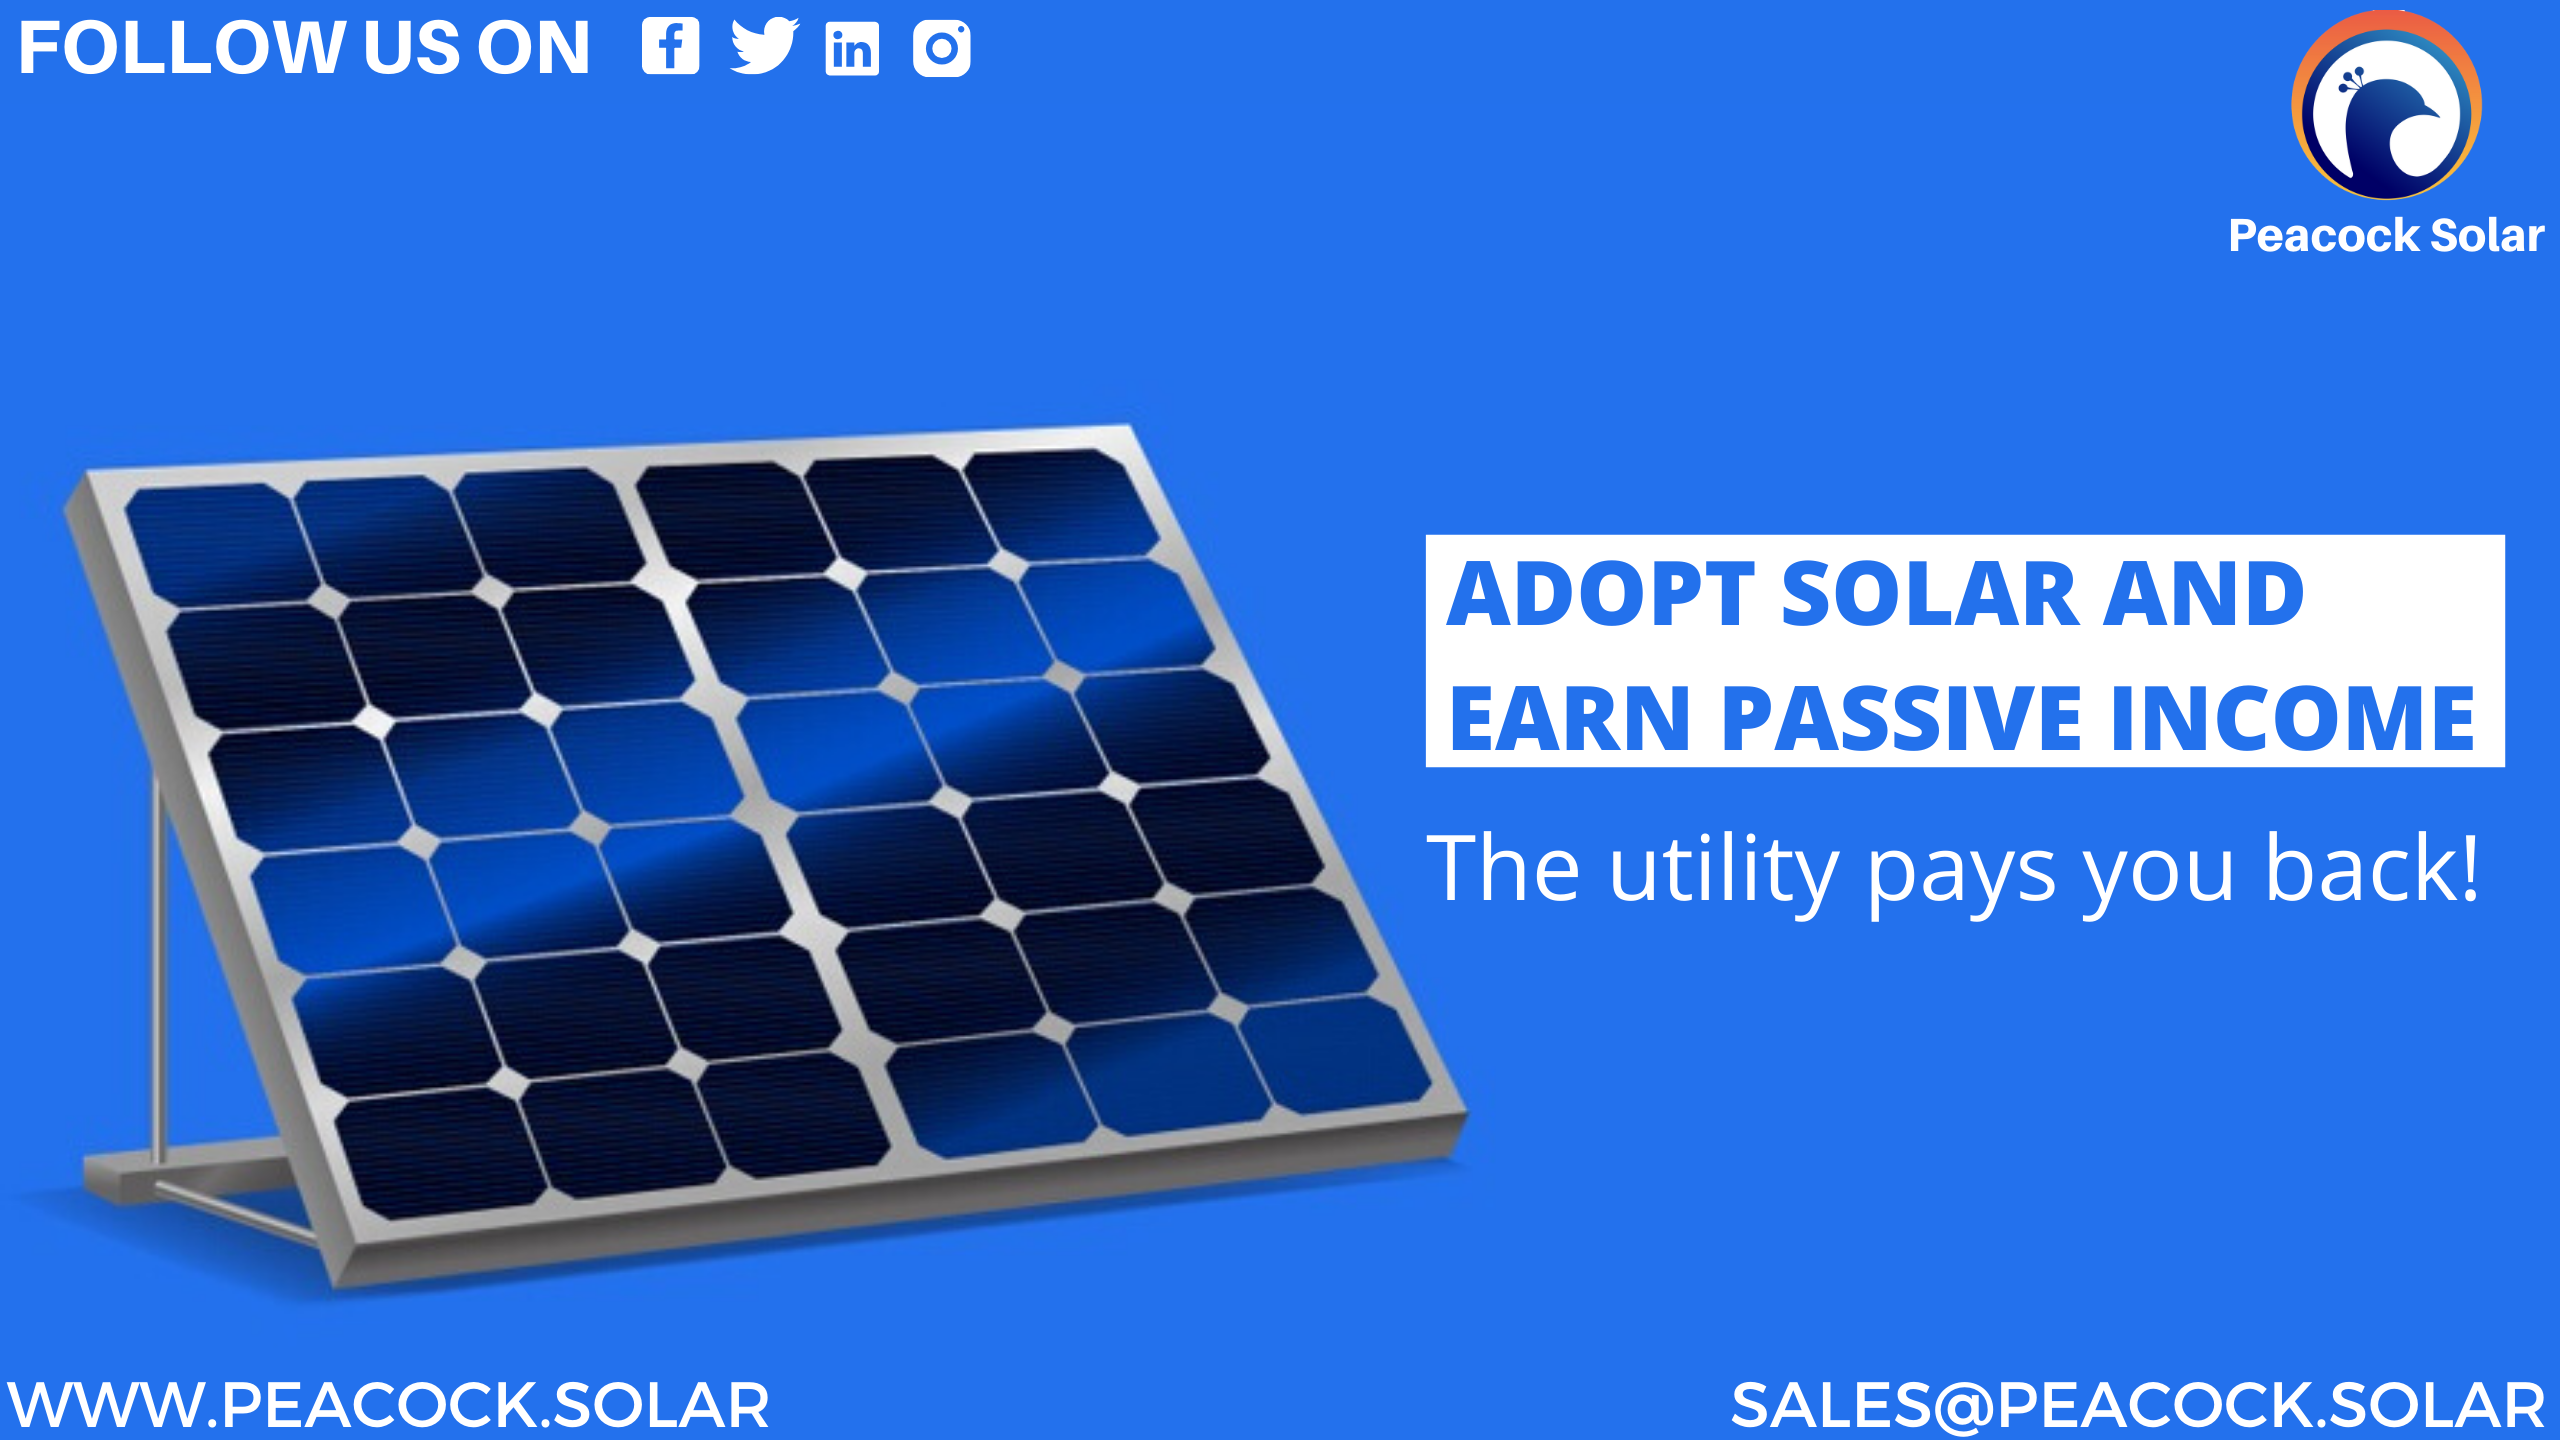 FOLLOW US ON
Peacock Solar
ADOPT SOLAR AND
EARN PASSIVE INCOME
The utility pays you back!
WWW.PEACOCK.SOLAR
SALES@PEACOCK.SOLAR